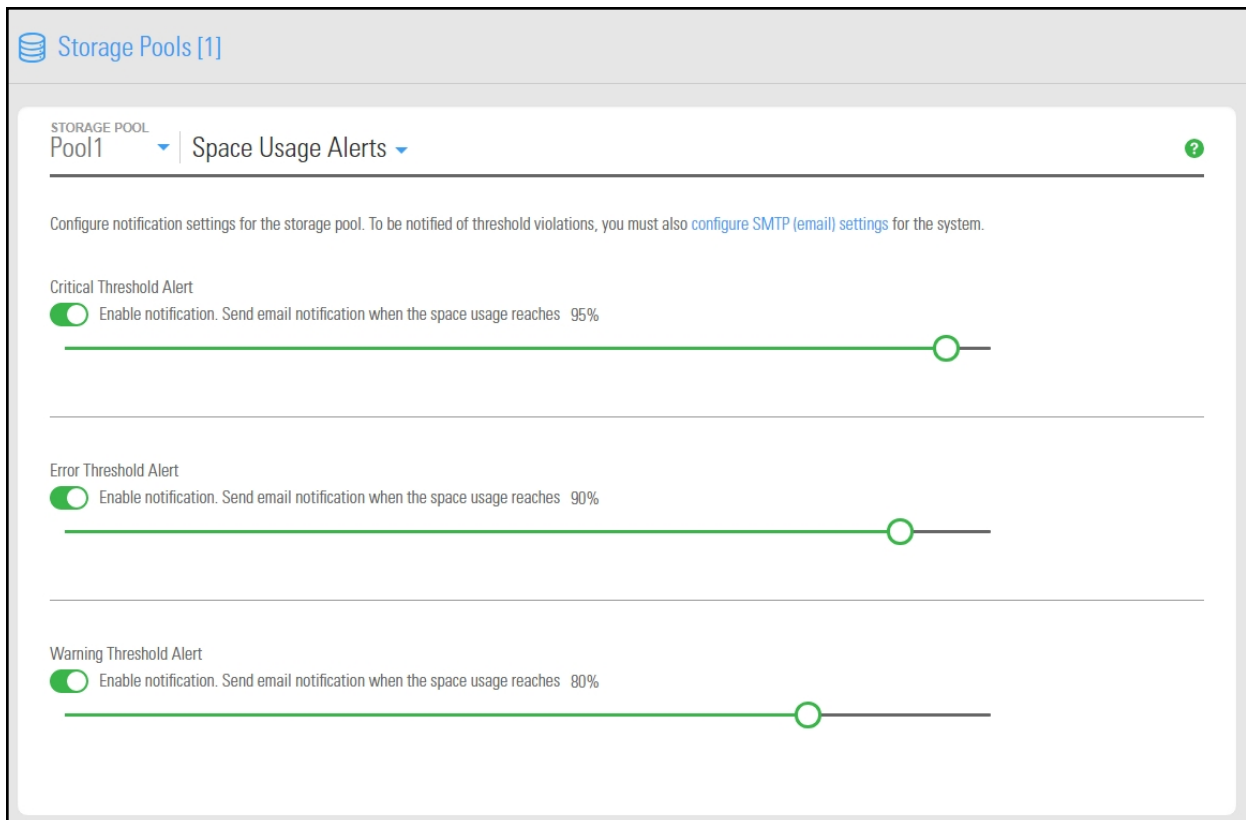 Storage Pools [1]
STORAGE POOL
Pool1
Space Usage Alerts
?
Configure notification settings for the storage pool. To be notified of threshold violations, you must also configure SMTP (email) settings for the system.
Critical Threshold Alert
Enable notification. Send email notification when the space usage reaches 95%
Error Threshold Alert
Enable notification. Send email notification when the space usage reaches 90%
Warning Threshold Alert
Enable notification. Send email notification when the space usage reaches 80%